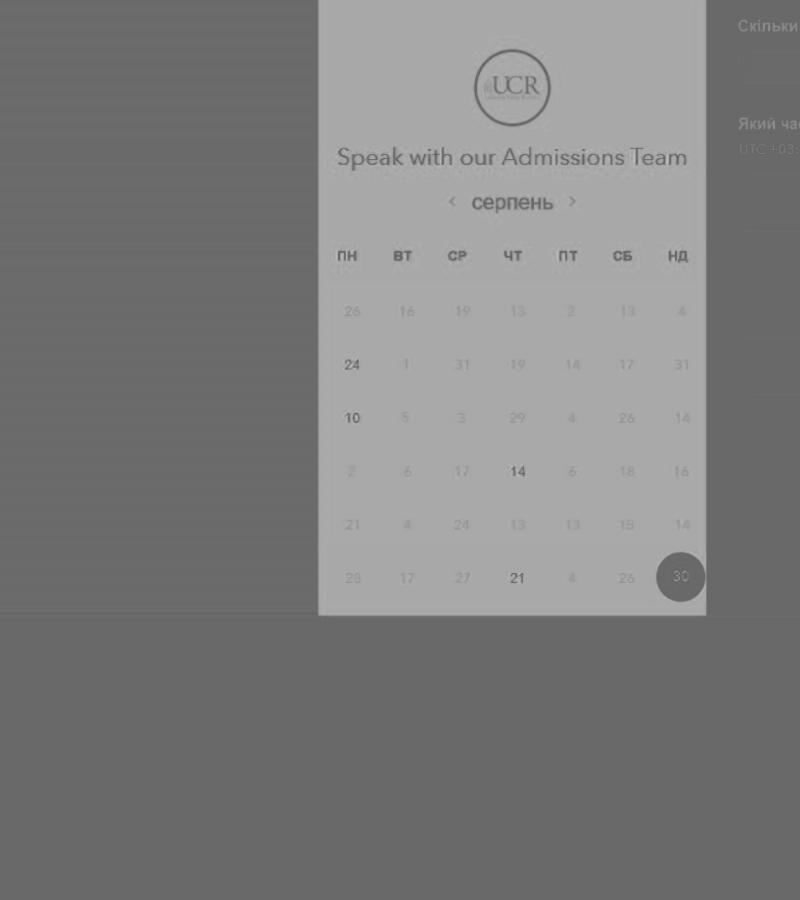 UCR
Speak with our Admissions Team
< серпень >
ПН ВТ СР ЧТ ПТ СБ НД
26 16 19 13 2 13 4
24 1 31 19 14 17 31
10 5 3 29 4 26 14
2 6 17 14 6 18 16
21 4 24 13 13 15 14
28 17 27 21 4 26 30
Скільки
Який час
UTC +03: